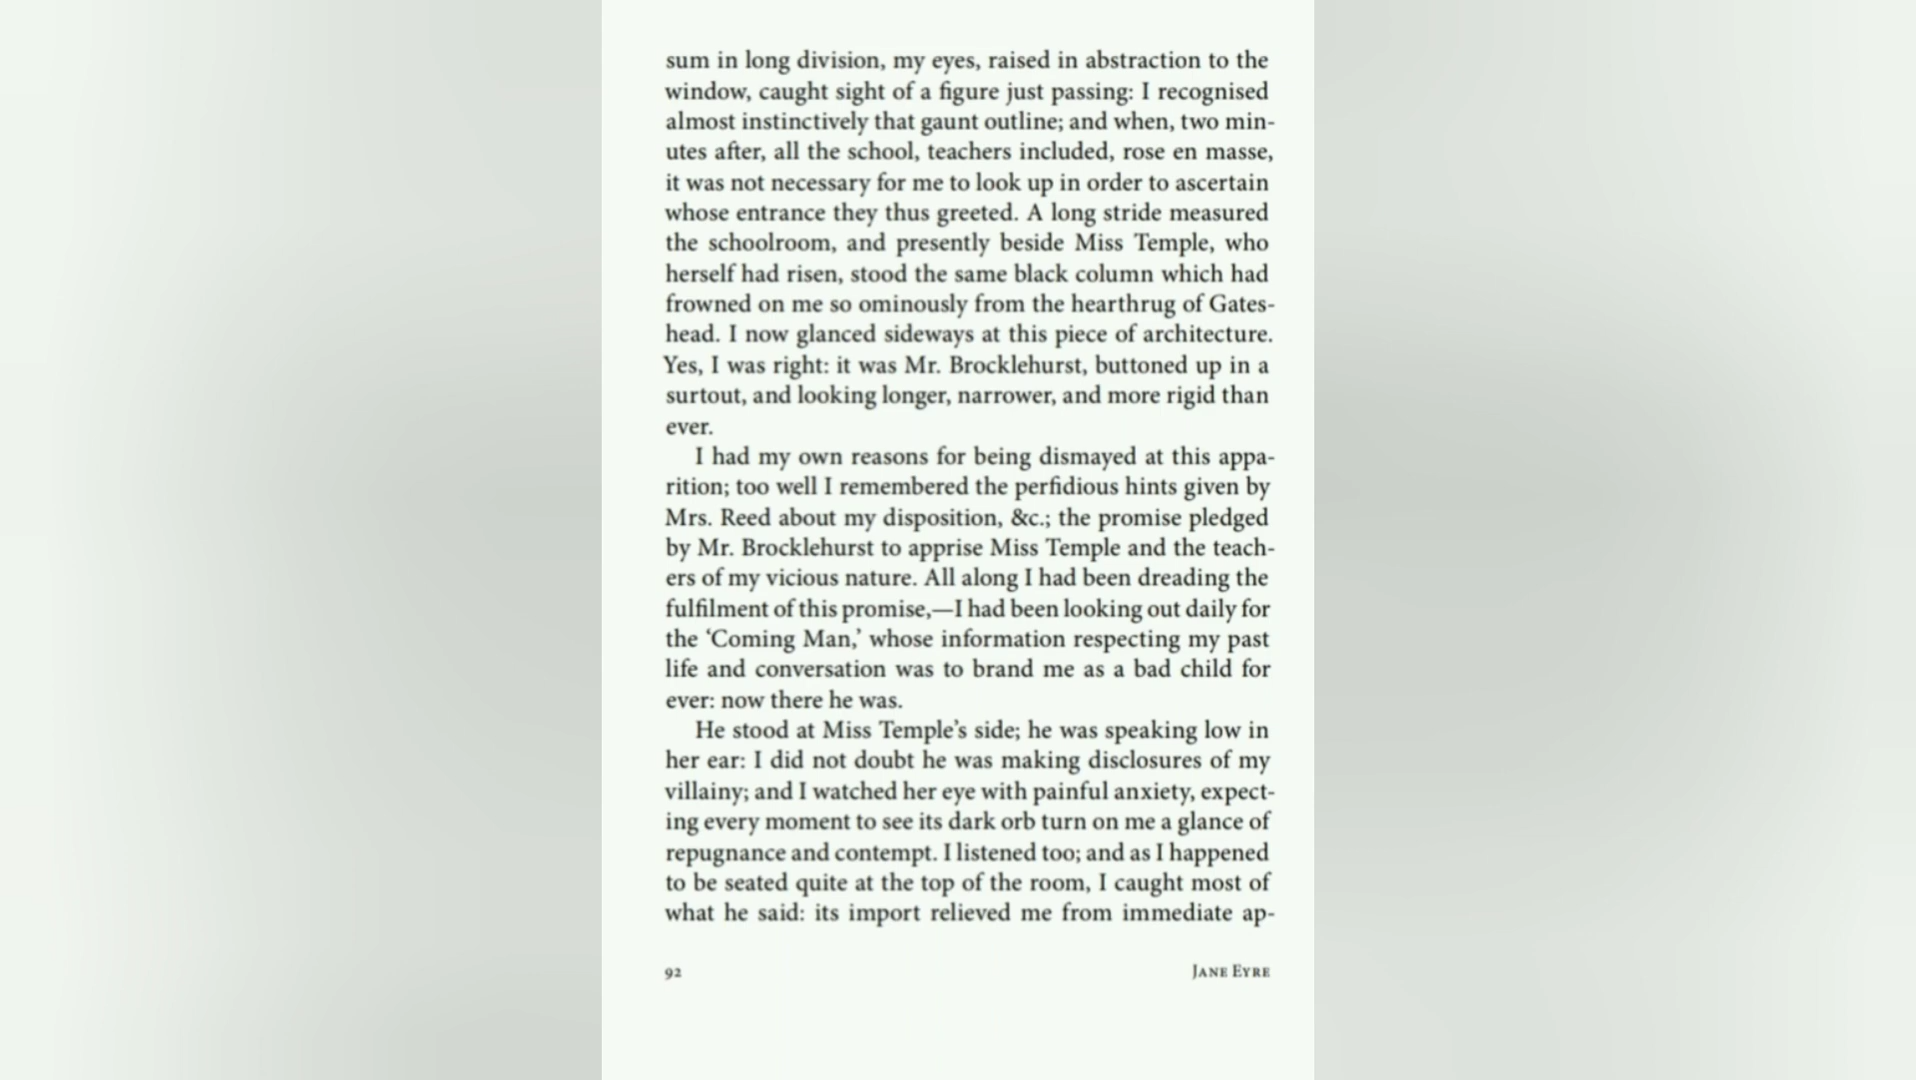 sum in long division, my eyes, raised in abstraction to the
window, caught sight of a figure just passing: I recognised
almost instinctively that gaunt outline; and when, two min-
utes after, all the school, teachers included, rose en masse,
it was not necessary for me to look up in order to ascertain
whose entrance they thus greeted. A long stride measured
the schoolroom, and presently beside Miss Temple, who
herself had risen, stood the same black column which had
frowned on me so ominously from the hearthrug of Gates-
head. I now glanced sideways at this piece of architecture.
Yes, I was right: it was Mr. Brocklehurst, buttoned up in a
surtout, and looking longer, narrower, and more rigid than
ever.
I had my own reasons for being dismayed at this appa-
rition; too well I remembered the perfidious hints given by
Mrs. Reed about my disposition, &c.; the promise pledged
by Mr. Brocklehurst to apprise Miss Temple and the teach-
ers of my vicious nature. All along I had been dreading the
fulfilment of this promise,—I had been looking out daily for
the ‘Coming Man,’ whose information respecting my past
life and conversation was to brand me as a bad child for
ever: now there he was.
He stood at Miss Temple’s side; he was speaking low in
her ear: I did not doubt he was making disclosures of my
villainy; and I watched her eye with painful anxiety, expect-
ing every moment to see its dark orb turn on me a glance of
repugnance and contempt. I listened too; and as I happened
to be seated quite at the top of the room, I caught most of
what he said: its import relieved me from immediate ap-
92 Jane Eyre